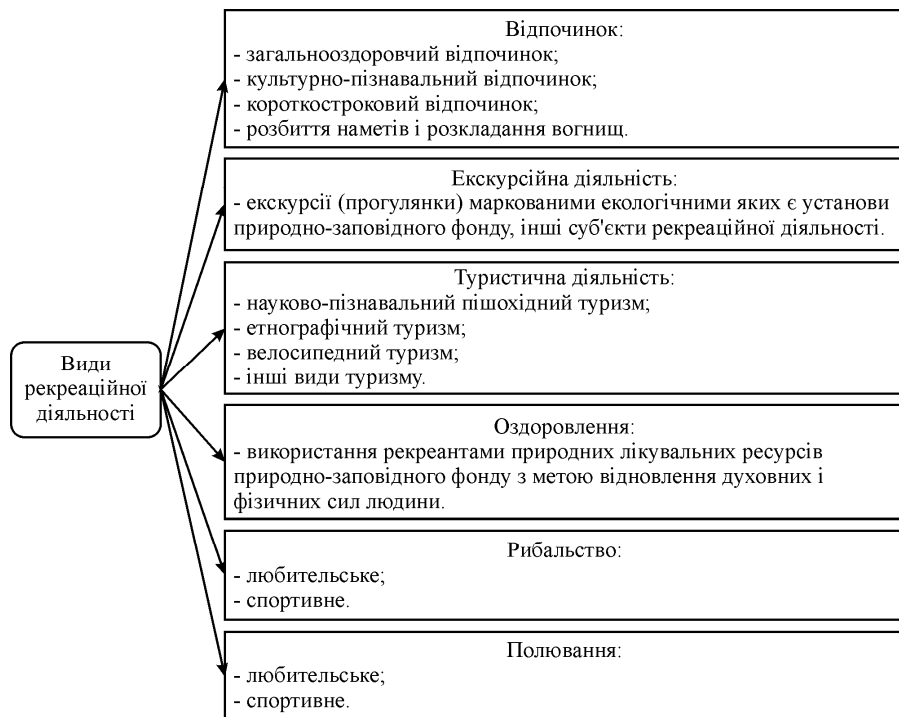 Відпочинок:
- загальнооздоровчий відпочинок;
- культурно-пізнавальний відпочинок;
- короткостроковий відпочинок;
- розбиття наметів і розкладання вогнищ.
Екскурсійна діяльність:
- екскурсії (прогулянки) маркованими екологічними яких є установи
природно-заповідного фонду, інші суб'єкти рекреаційної діяльності.
Туристична діяльність:
- науково-пізнавальний пішохідний туризм;
- етнографічний туризм;
- велосипедний туризм;
- інші види туризму.
Види
рекреаційної
діяльності
Оздоровлення:
- використання рекреантами природних лікувальних ресурсів
природно-заповідного фонду з метою відновлення духовних і
фізичних сил людини.
Рибальство:
- любительське;
- спортивне.
Полювання:
- любительське;
- спортивне.